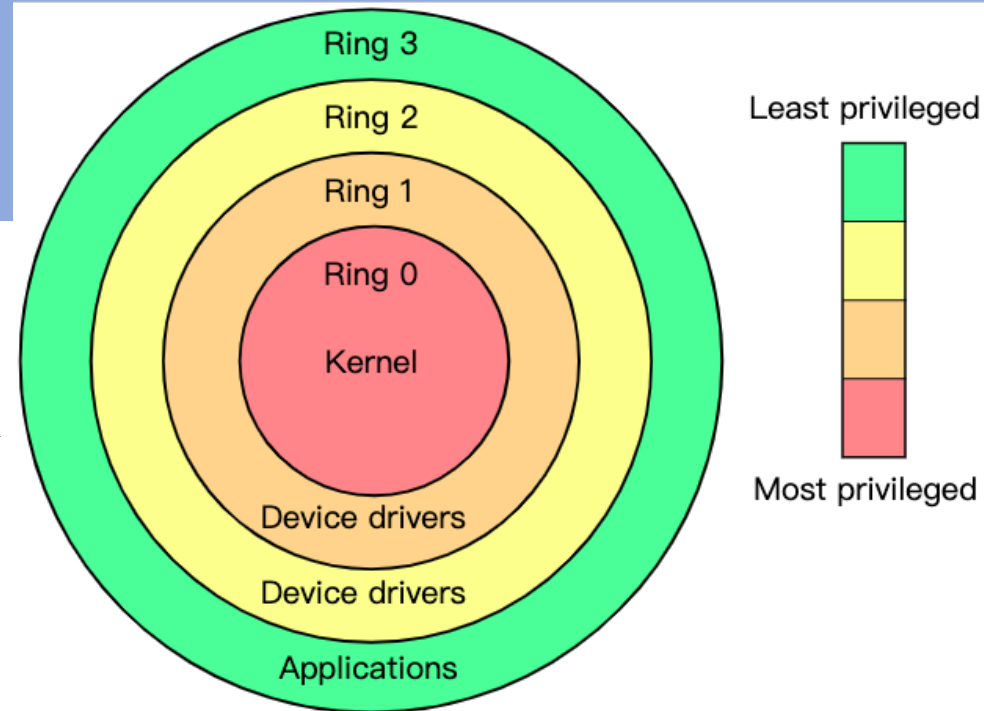 Ring 3
Ring 2
Ring 1
Ring 0
Kernel
Device drivers
Device drivers
Applications
Least privileged
Most privileged